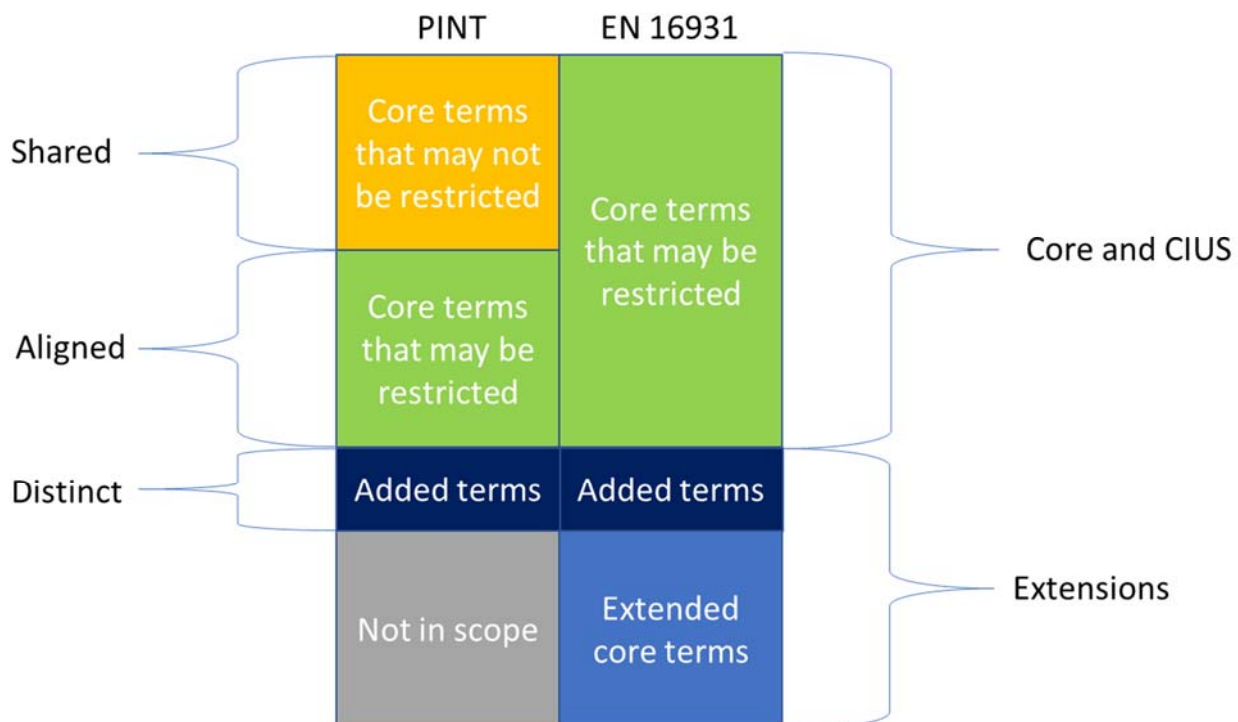 PINT EN 16931
Shared
Core terms
that may not
be restricted
Core terms
that may be
restricted
Core and CIUS
Aligned
Core terms
that may be
restricted
Distinct
Added terms
Added terms
Not in scope
Extended
core terms
Extensions